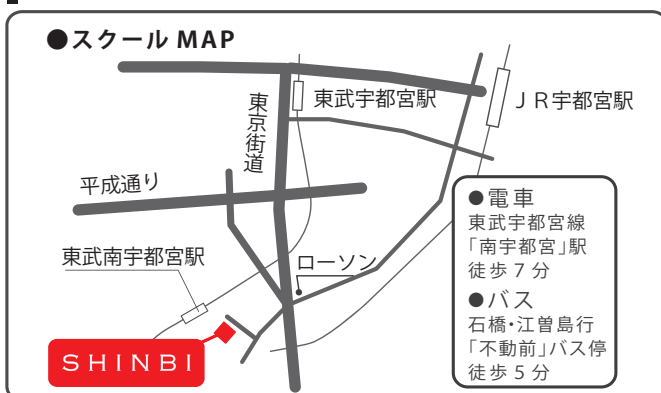 ●スクール MAP
東武宇都宮駅
ＪＲ宇都宮駅
東京街道
平成通り
東武南宇都宮駅
ローソン
SHINBI
●電車
東武宇都宮線
「南宇都宮」駅
徒歩７分
●バス
石橋・江曽島行
「不動前」バス停
徒歩５分